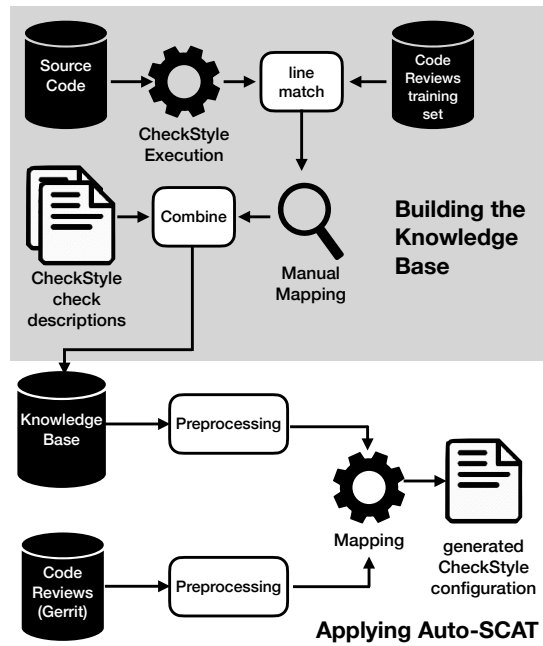 Source
Code
CheckStyle
Execution
line
match
Code
Reviews
training
set
CheckStyle
check
descriptions
Combine
Manual
Mapping
Building the
Knowledge
Base
Knowledge
Base
Preprocessing
Mapping
generated
CheckStyle
configuration
Code
Reviews
(Gerrit)
Preprocessing
Applying Auto-SCAT